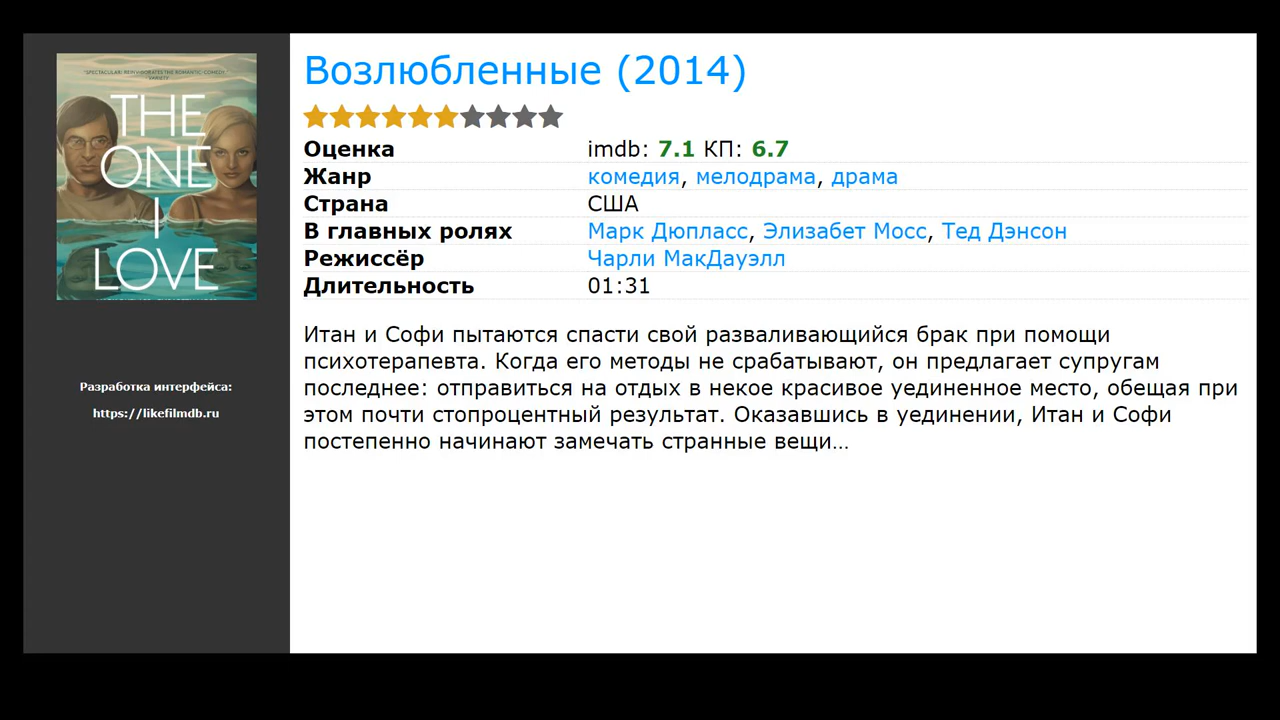 "SPECTACULAR! REINVIGORATES THE ROMANTIC COMEDY."
VARIETY
THE
ONE
I
LOVE
Разработка интерфейса:
https://likefilmdb.ru
Возлюбленные (2014)
Оценка imdb: 7.1 КП: 6.7
Жанр комедия, мелодрама, драма
Страна США
В главных ролях Марк Дюпласс, Элизабет Мосс, Тед Дэнсон
Режиссёр Чарли МакДауэлл
Длительность 01:31
Итан и Софи пытаются спасти свой разваливающийся брак при помощи
психотерапевта. Когда его методы не срабатывают, он предлагает супругам
последнее: отправиться на отдых в некое красивое уединенное место, обещая при
этом почти стопроцентный результат. Оказавшись в уединении, Итан и Софи
постепенно начинают замечать странные вещи…